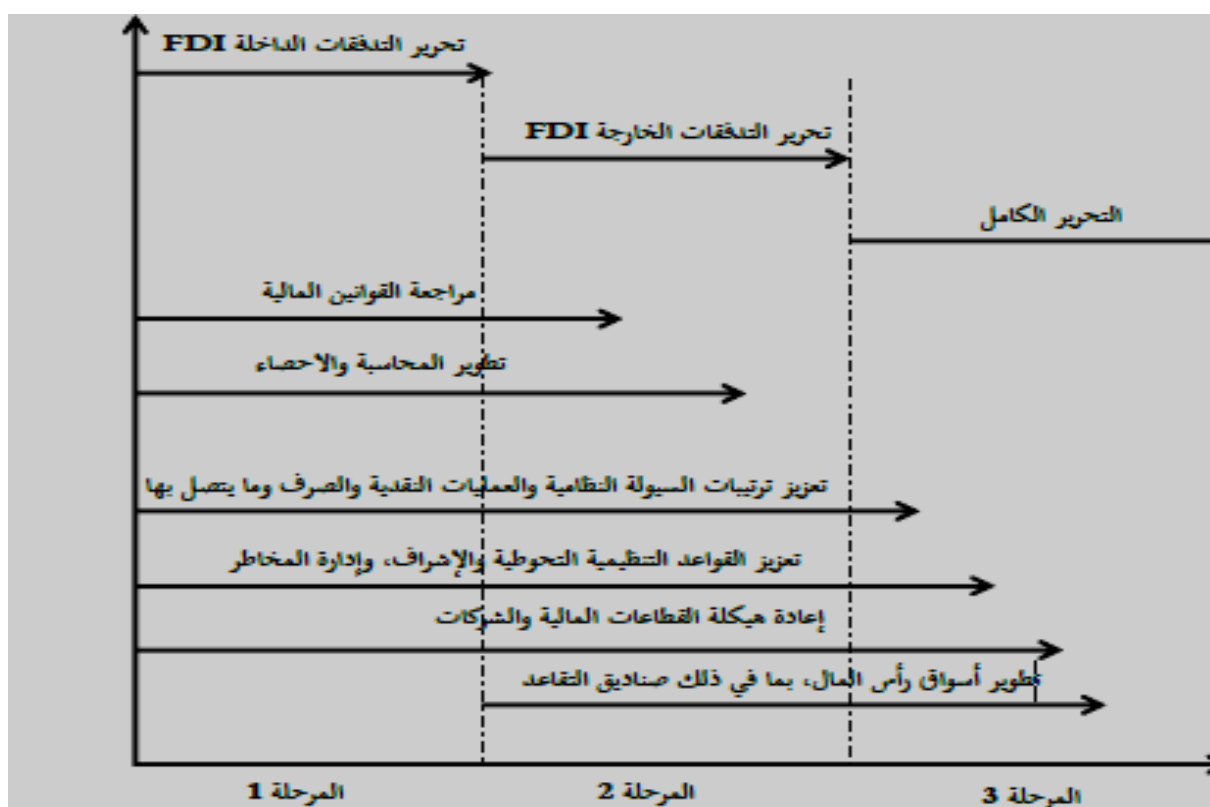 تحرير التدفقات الداخلة FDI
تحرير التدفقات الخارجة FDI
التحرير الكامل
مراجعة القوانين المالية
تطوير المحاسبة والاحصاء
تعزيز ترتيبات السيولة النظامية والعمليات النقدية والصرف وما يتصل بها
تعزيز القواعد التنظيمية التحوطية والإشراف، وإدارة المخاطر
إعادة هيكلة القطاعات المالية والشركات
تطوير أسواق رأس المال، بما في ذلك صناديق التقاعد
المرحلة 1
المرحلة 2
المرحلة 3